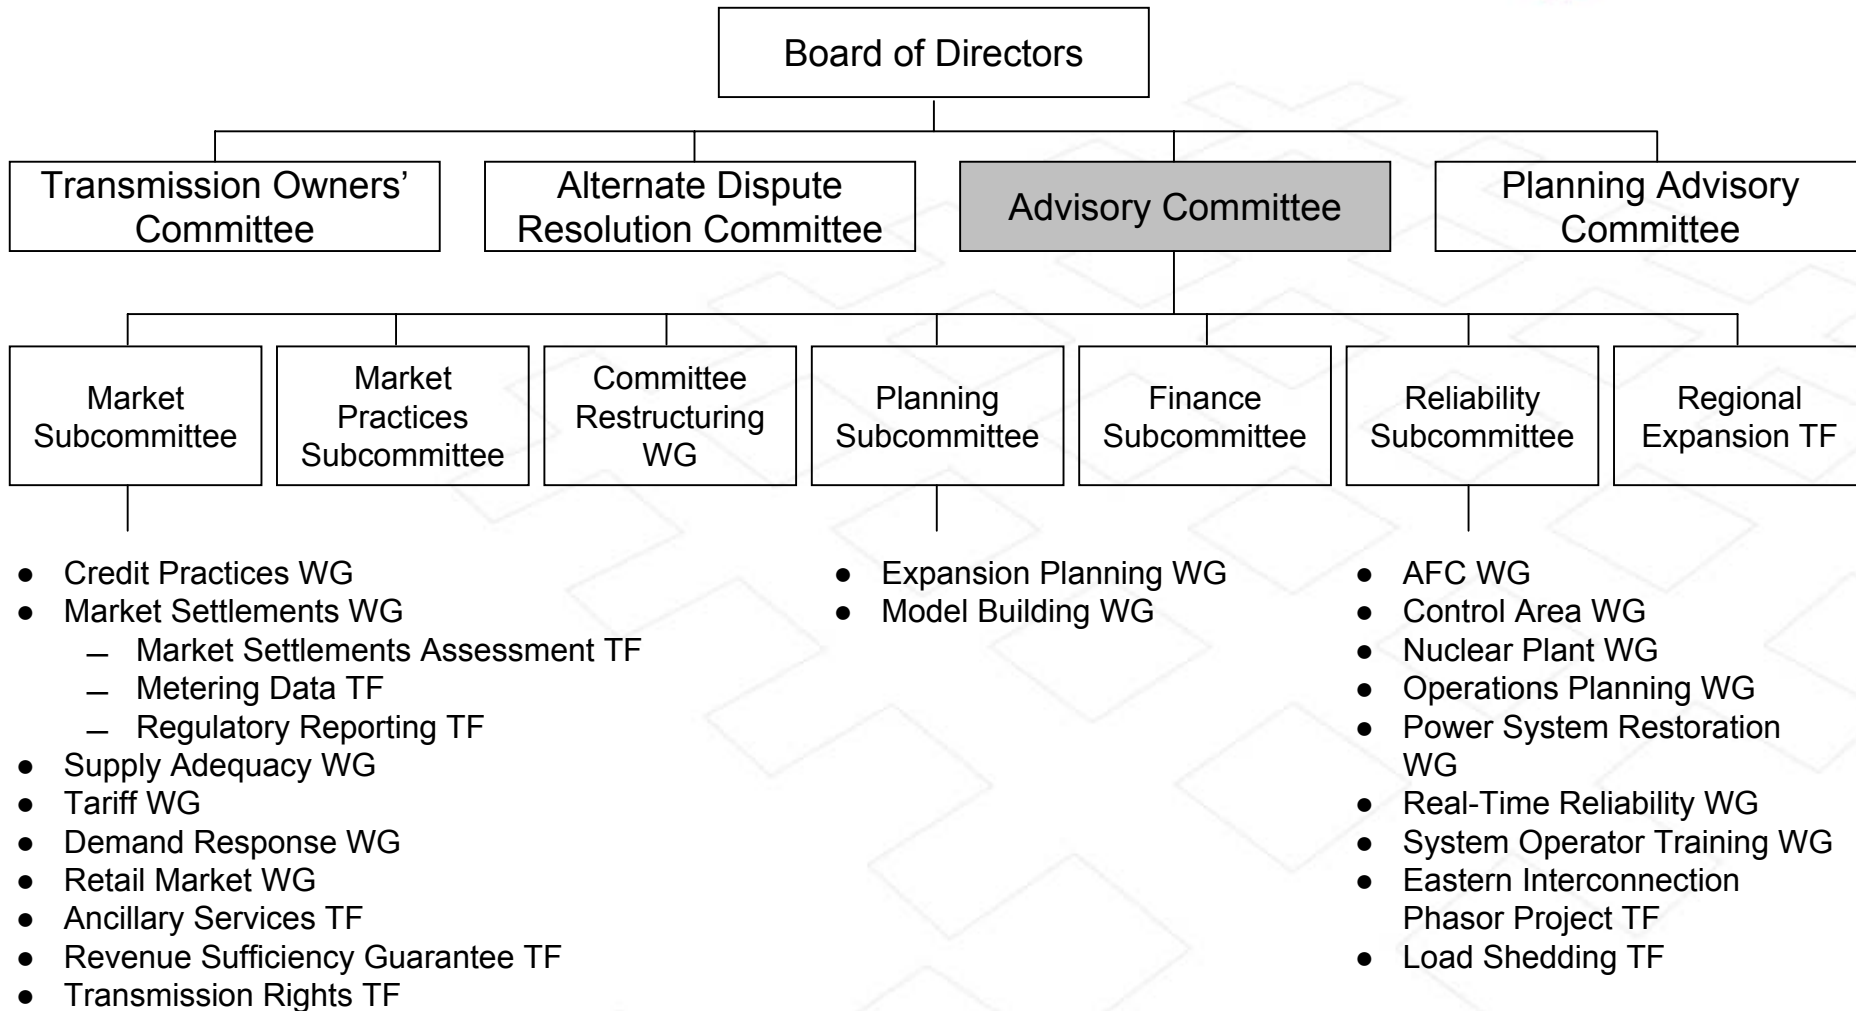 Board of Directors
Transmission Owners’
Committee
Alternate Dispute
Resolution Committee
Advisory Committee
Planning Advisory
Committee
Market
Subcommittee
Market
Practices
Subcommittee
Committee
Restructuring
WG
Planning
Subcommittee
Finance
Subcommittee
Reliability
Subcommittee
Regional
Expansion TF
● Credit Practices WG
● Market Settlements WG
– Market Settlements Assessment TF
– Metering Data TF
– Regulatory Reporting TF
● Supply Adequacy WG
● Tariff WG
● Demand Response WG
● Retail Market WG
● Ancillary Services TF
● Revenue Sufficiency Guarantee TF
● Transmission Rights TF
● Expansion Planning WG
● Model Building WG
● AFC WG
● Control Area WG
● Nuclear Plant WG
● Operations Planning WG
● Power System Restoration
WG
● Real-Time Reliability WG
● System Operator Training WG
● Eastern Interconnection
Phasor Project TF
● Load Shedding TF